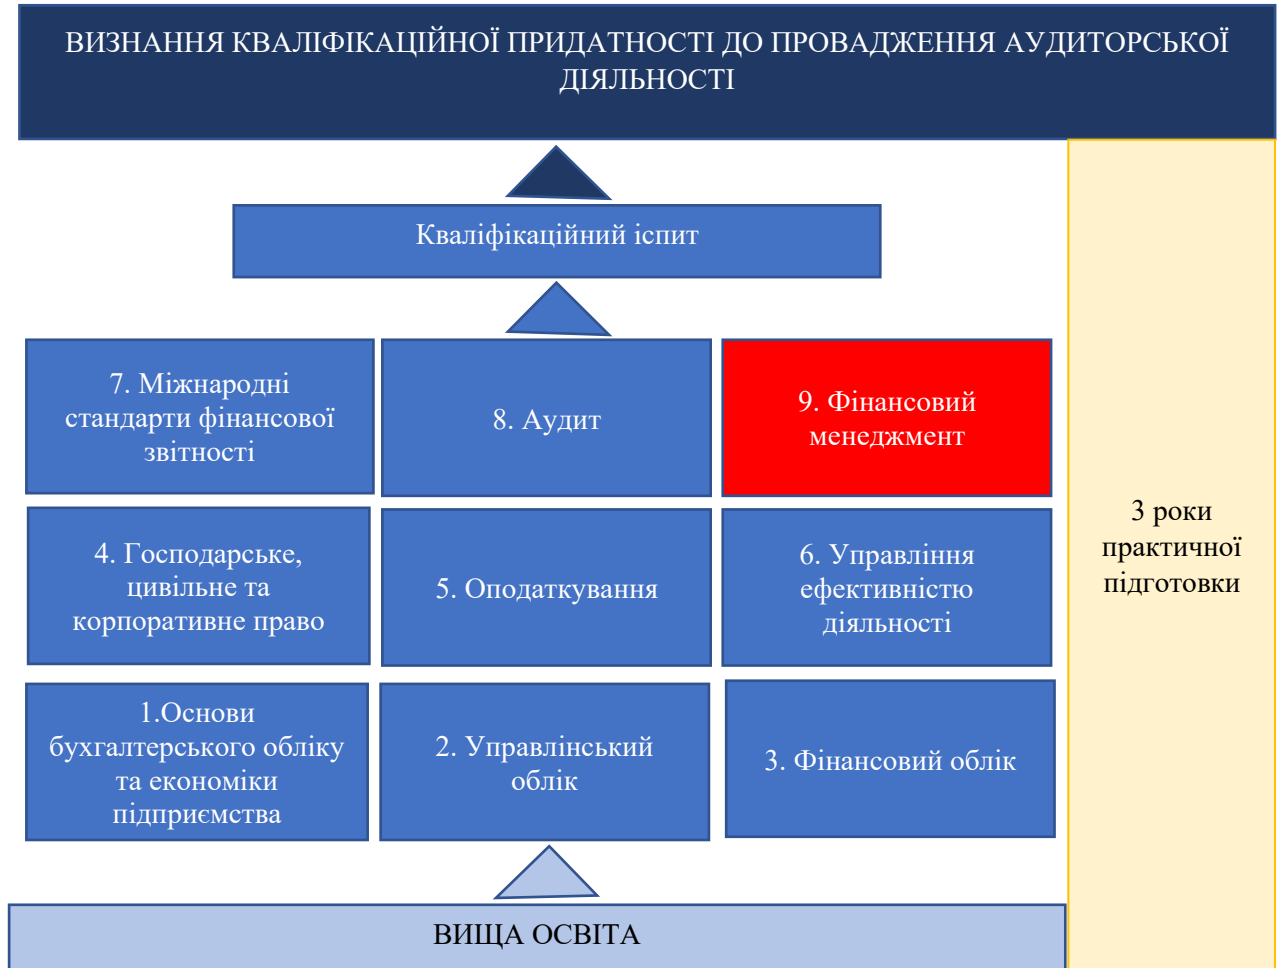 ВИЗНАННЯ КВАЛІФІКАЦІЙНОЇ ПРИДАТНОСТІ ДО ПРОВАДЖЕННЯ АУДИТОРСЬКОЇ
ДІЯЛЬНОСТІ
Кваліфікаційний іспит
7. Міжнародні
стандарти фінансової
звітності
8. Аудит
9. Фінансовий
менеджмент
4. Господарське,
цивільне та
корпоративне право
5. Оподаткування
6. Управління
ефективністю
діяльності
1.Основи
бухгалтерського обліку
та економіки
підприємства
2. Управлінський
облік
3. Фінансовий облік
3 роки
практичної
підготовки
ВИЩА ОСВІТА